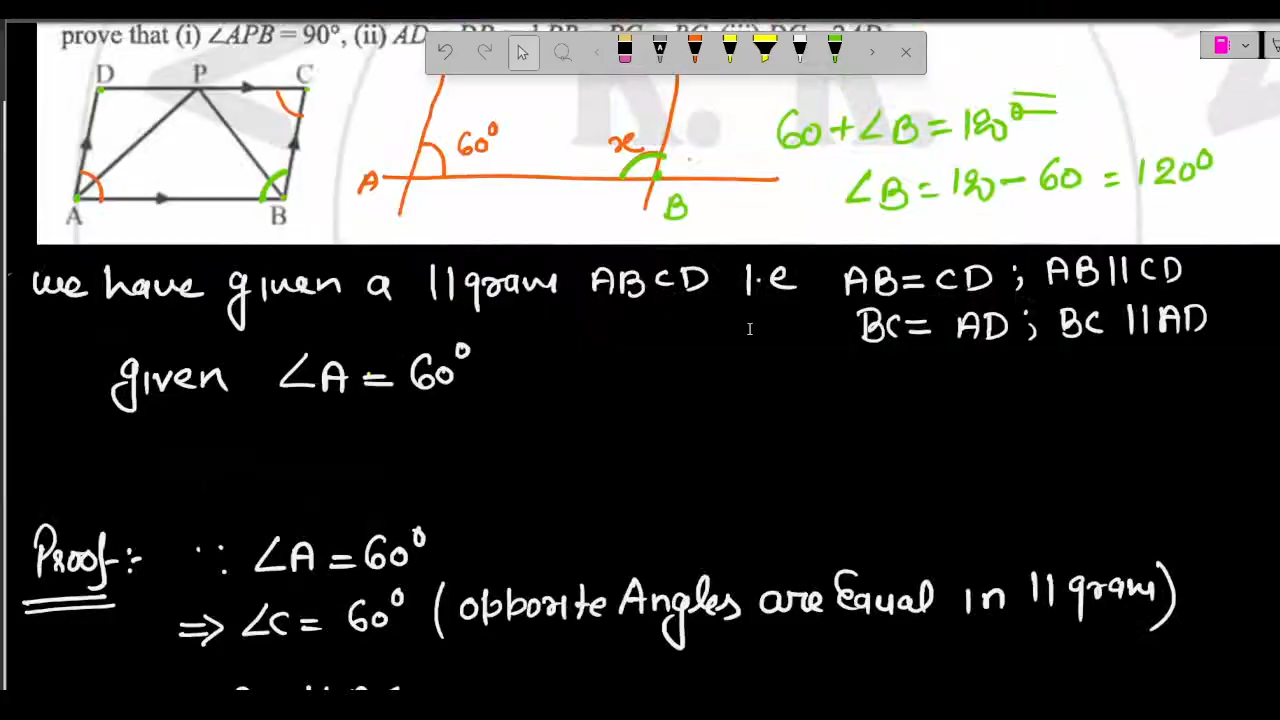 prove that (i) ∠APB = 90°, (ii) AD
D P C
A B
60°
x
A
B
60 + ∠B = 180°
∠B = 180 - 60 = 120°
we have given a ||gram ABCD i.e AB = CD ; AB || CD
BC = AD ; BC || AD
given ∠A = 60°
Proof :- ∵ ∠A = 60°
⇒ ∠C = 60° (opposite Angles are Equal in ||gram)